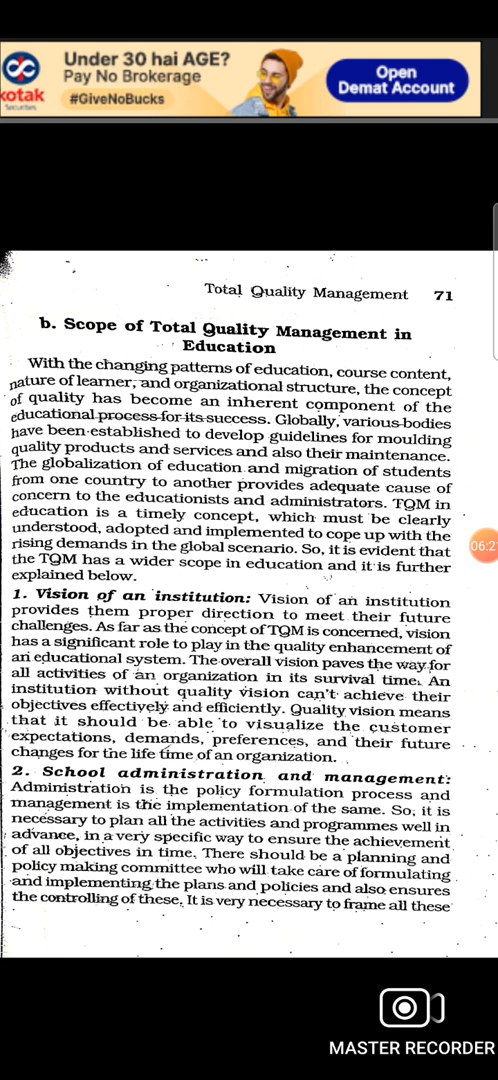 Under 30 hai AGE?
Pay No Brokerage
#GiveNoBucks
kotak
Securities
Open
Demat Account
Total Quality Management 71
b. Scope of Total Quality Management in
Education
With the changing patterns of education, course content,
nature of learner, and organizational structure, the concept
of quality has become an inherent component of the
educational process for its success. Globally, various bodies
have been established to develop guidelines for moulding
quality products and services and also their maintenance.
The globalization of education and migration of students
from one country to another provides adequate cause of
concern to the educationists and administrators. TQM in
education is a timely concept, which must be clearly
understood, adopted and implemented to cope up with the
rising demands in the global scenario. So, it is evident that
the TQM has a wider scope in education and it is further
explained below.
06:2
1. Vision of an institution: Vision of an institution
provides them proper direction to meet their future
challenges. As far as the concept of TQM is concerned, vision
has a significant role to play in the quality enhancement of
an educational system. The overall vision paves the way for
all activities of an organization in its survival time. An
institution without quality vision can't achieve their
objectives effectively and efficiently. Quality vision means
that it should be able to visualize the customer
expectations, demands, preferences, and their future
changes for the life time of an organization.
2. School administration and management:
Administration is the policy formulation process and
management is the implementation of the same. So, it is
necessary to plan all the activities and programmes well in
advance, in a very specific way to ensure the achievement
of all objectives in time. There should be a planning and
policy making committee who will take care of formulating
and implementing the plans and policies and also ensures
the controlling of these. It is very necessary to frame all these
MASTER RECORDER